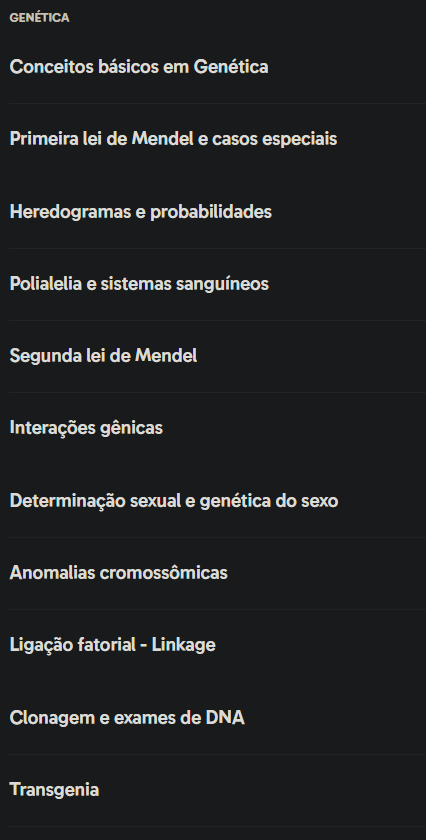 GENÉTICA
Conceitos básicos em Genética
Primeira lei de Mendel e casos especiais
Heredogramas e probabilidades
Polialelia e sistemas sanguíneos
Segunda lei de Mendel
Interações gênicas
Determinação sexual e genética do sexo
Anomalias cromossômicas
Ligação fatorial - Linkage
Clonagem e exames de DNA
Transgenia